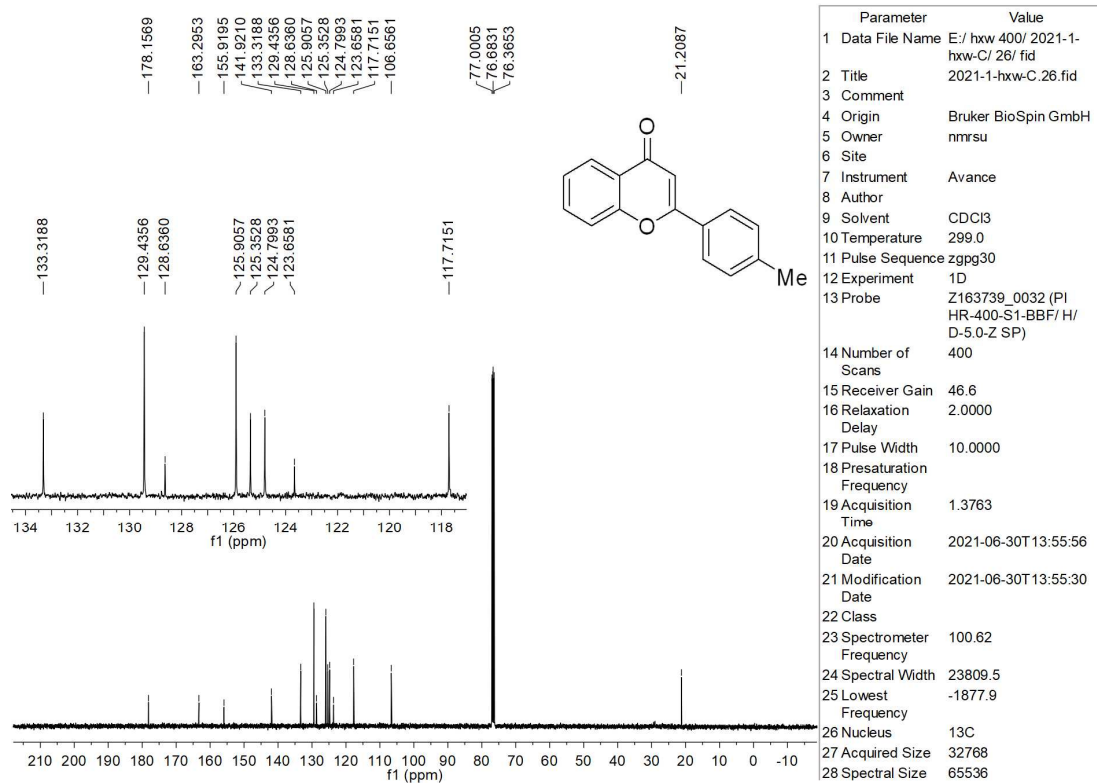 178.1569
163.2953
155.9195
141.9210
133.3188
129.4356
128.6360
125.9057
125.3528
124.7993
123.6581
117.7151
106.6561
77.0005
76.6831
76.3653
21.2087
133.3188
129.4356
128.6360
125.9057
125.3528
124.7993
123.6581
117.7151
O
O
Me
134 132 130 128 126 124 122 120 118
f1 (ppm)
210 200 190 180 170 160 150 140 130 120 110 100 90 80 70 60 50 40 30 20 10 0 -10
f1 (ppm)
Parameter Value
1 Data File Name E:/ hxw 400/ 2021-1-
hxw-C/ 26/ fid
2 Title 2021-1-hxw-C.26.fid
3 Comment
4 Origin Bruker BioSpin GmbH
5 Owner nmrsu
6 Site
7 Instrument Avance
8 Author
9 Solvent CDCl3
10 Temperature 299.0
11 Pulse Sequence zgpg30
12 Experiment 1D
13 Probe Z163739_0032 (PI
HR-400-S1-BBF/ H/
D-5.0-Z SP)
14 Number of 400
Scans
15 Receiver Gain 46.6
16 Relaxation 2.0000
Delay
17 Pulse Width 10.0000
18 Presaturation
Frequency
19 Acquisition 1.3763
Time
20 Acquisition 2021-06-30T13:55:56
Date
21 Modification 2021-06-30T13:55:30
Date
22 Class
23 Spectrometer 100.62
Frequency
24 Spectral Width 23809.5
25 Lowest -1877.9
Frequency
26 Nucleus 13C
27 Acquired Size 32768
28 Spectral Size 65536